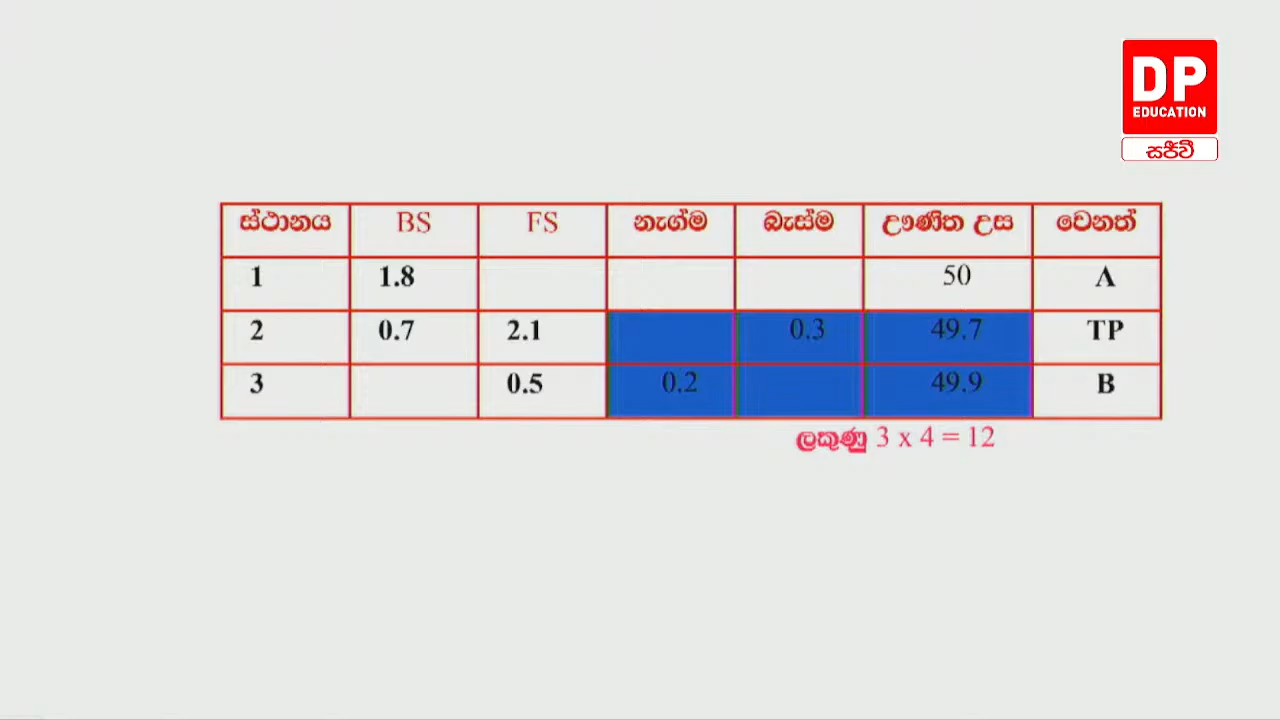 DP
EDUCATION
සජීවී
ස්ථානය BS FS නැග්ම බැස්ම ඌණිත උස වෙනත්
1 1.8 50 A
2 0.7 2.1 0.3 49.7 TP
3 0.5 0.2 49.9 B
ලකුණු 3 x 4 = 12